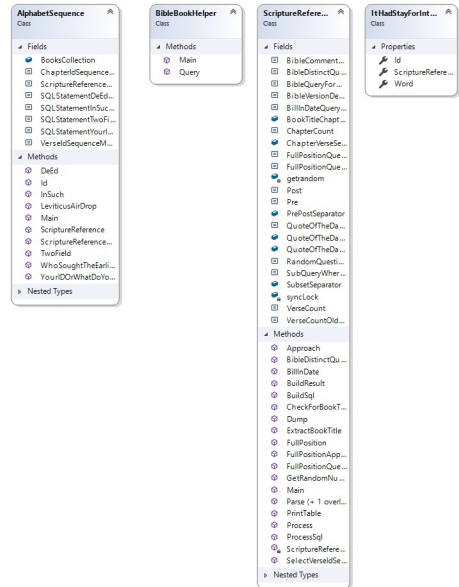 AlphabetSequence
Class
Fields
BooksCollection
ChapterIdSequence...
ScriptureReference...
SQLStatementDeEd...
SQLStatementInSuc...
SQLStatementTwoFi...
SQLStatementYourI...
VerseIdSequenceM...
Methods
DeEd
Id
InSuch
LeviticusAirDrop
Main
ScriptureReference
ScriptureReference...
TwoField
WhoSoughtTheEarli...
YourIDOrWhatDoYo...
Nested Types
BibleBookHelper
Class
Methods
Main
Query
ScriptureRefere...
Class
Fields
BibleComment...
BibleDistinctQu...
BibleQueryFor...
BibleVersionDe...
BillInDateQuery...
BookTitleChapt...
ChapterCount
ChapterVerseSe...
FullPositionQue...
FullPositionQue...
getrandom
Post
Pre
PrePostSeparator
QuoteOfTheDa...
QuoteOfTheDa...
QuoteOfTheDa...
RandomQuesti...
SubQueryWher...
SubsetSeparator
syncLock
VerseCount
VerseCountOld...
Methods
Approach
BibleDistinctQu...
BillInDate
BuildResult
BuildSql
CheckForBookT...
Dump
ExtractBookTitle
FullPosition
FullPositionApp...
FullPositionQue...
GetRandomNu...
Main
Parse (+ 1 overl...
PrintTable
Process
ProcessSql
ScriptureRefere...
SelectVerseIdSe...
Nested Types
ItHadStayForInt...
Class
Properties
Id
ScriptureRefere...
Word